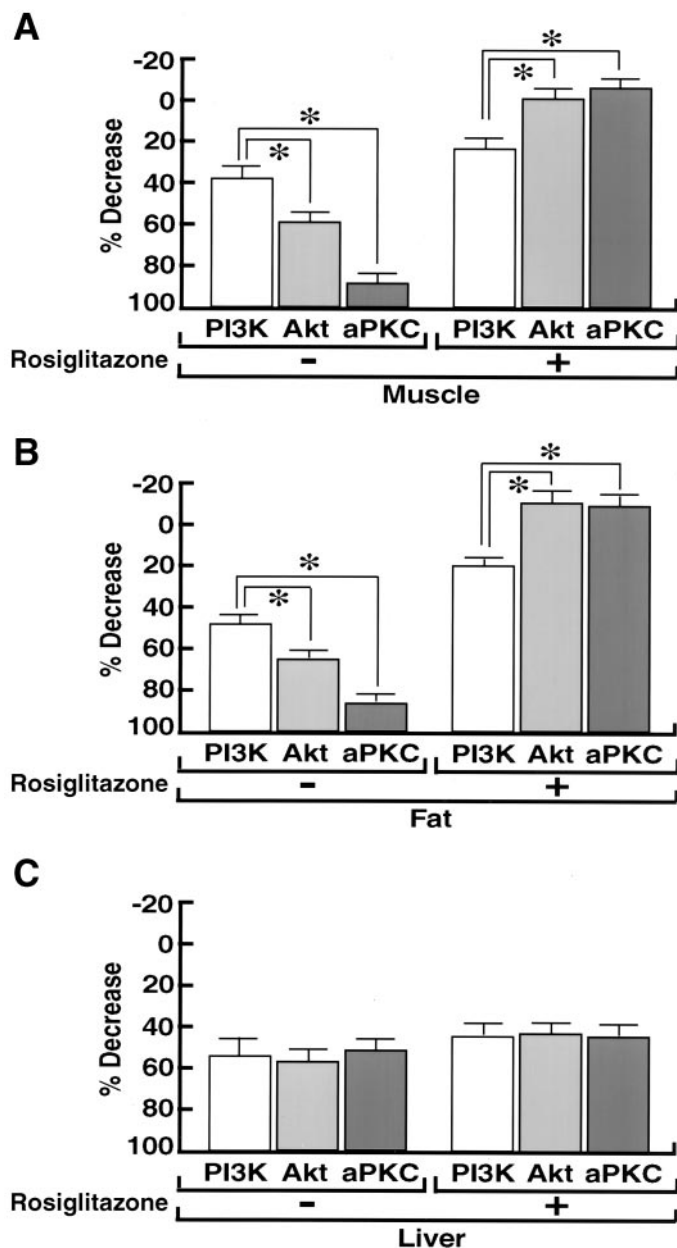 A
% Decrease
-20
0
20
40
60
80
100
* * * *
PI3K Akt aPKC PI3K Akt aPKC
Rosiglitazone - +
Muscle
B
% Decrease
-20
0
20
40
60
80
100
* * * *
PI3K Akt aPKC PI3K Akt aPKC
Rosiglitazone - +
Fat
C
% Decrease
-20
0
20
40
60
80
100
PI3K Akt aPKC PI3K Akt aPKC
Rosiglitazone - +
Liver